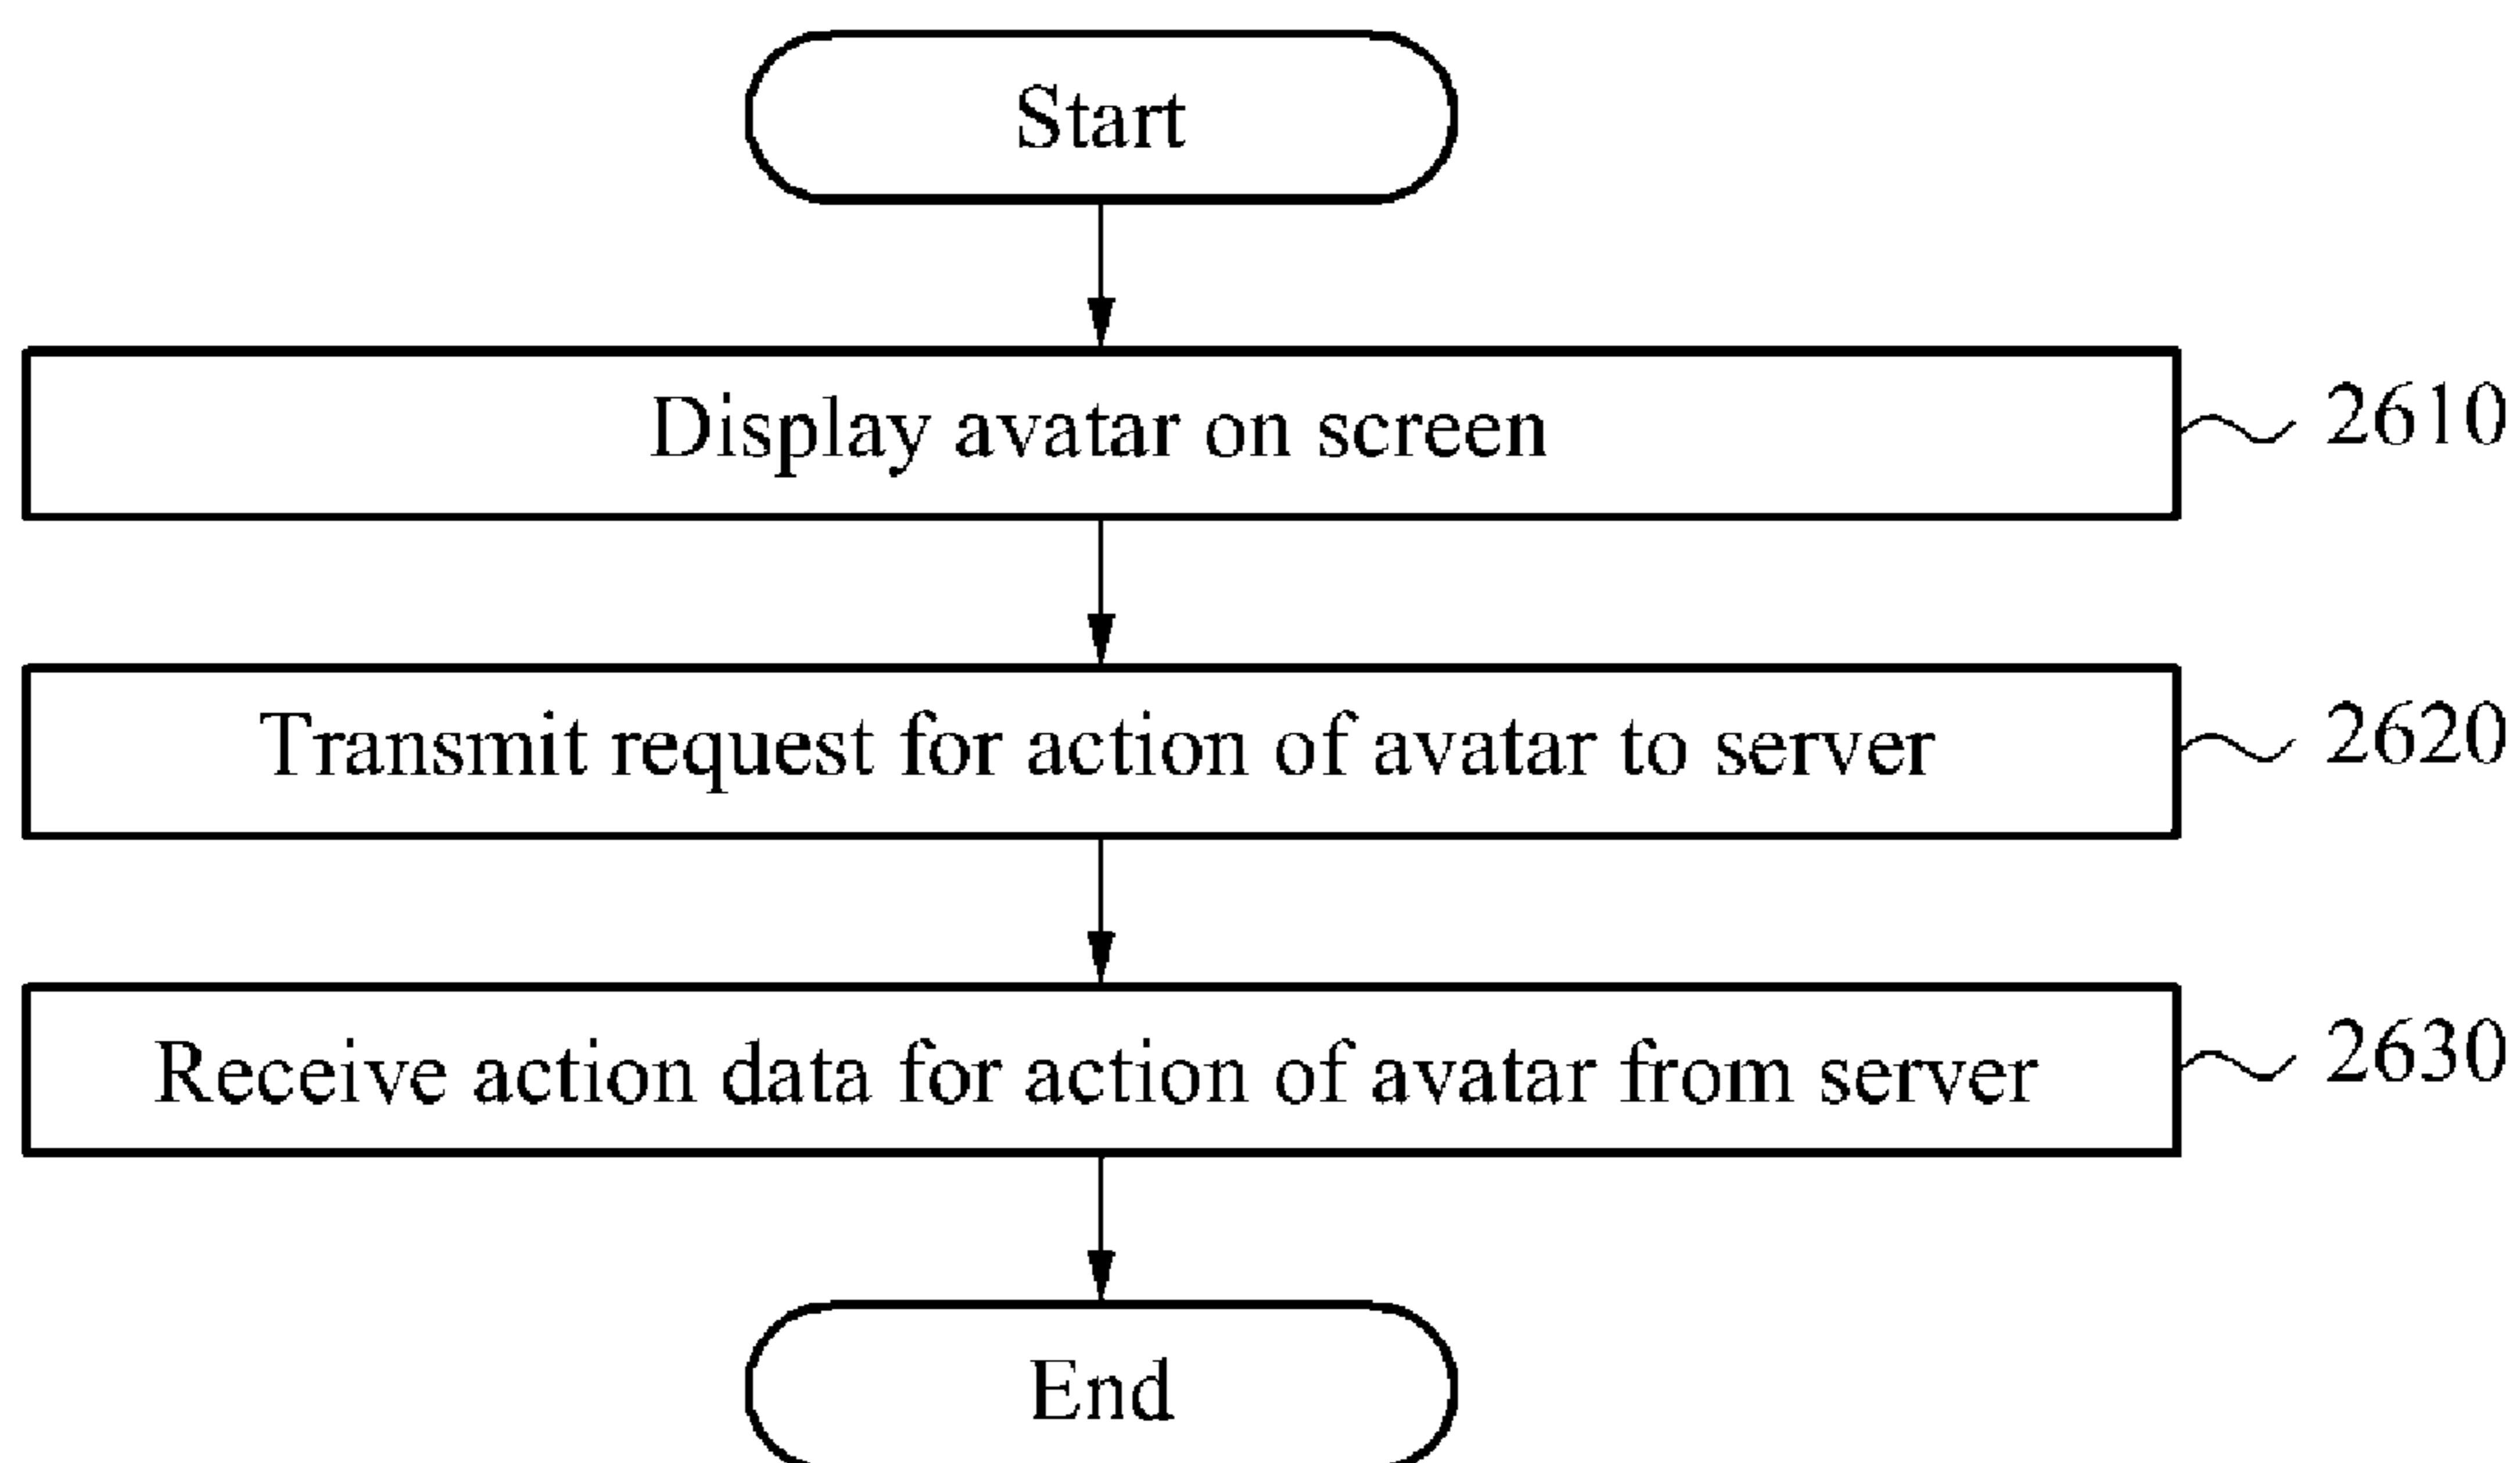 Start
Display avatar on screen 2610
Transmit request for action of avatar to server 2620
Receive action data for action of avatar from server 2630
End